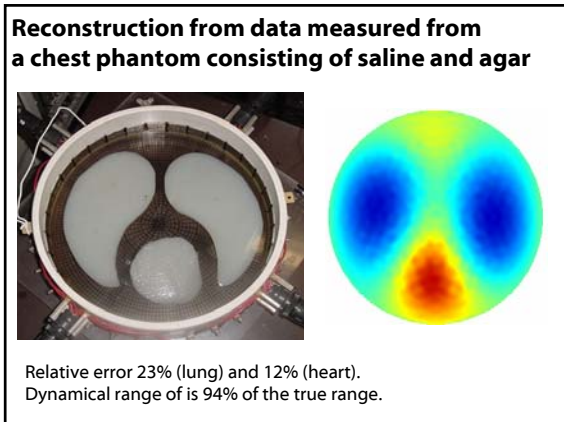 Reconstruction from data measured from
a chest phantom consisting of saline and agar
Relative error 23% (lung) and 12% (heart).
Dynamical range of is 94% of the true range.